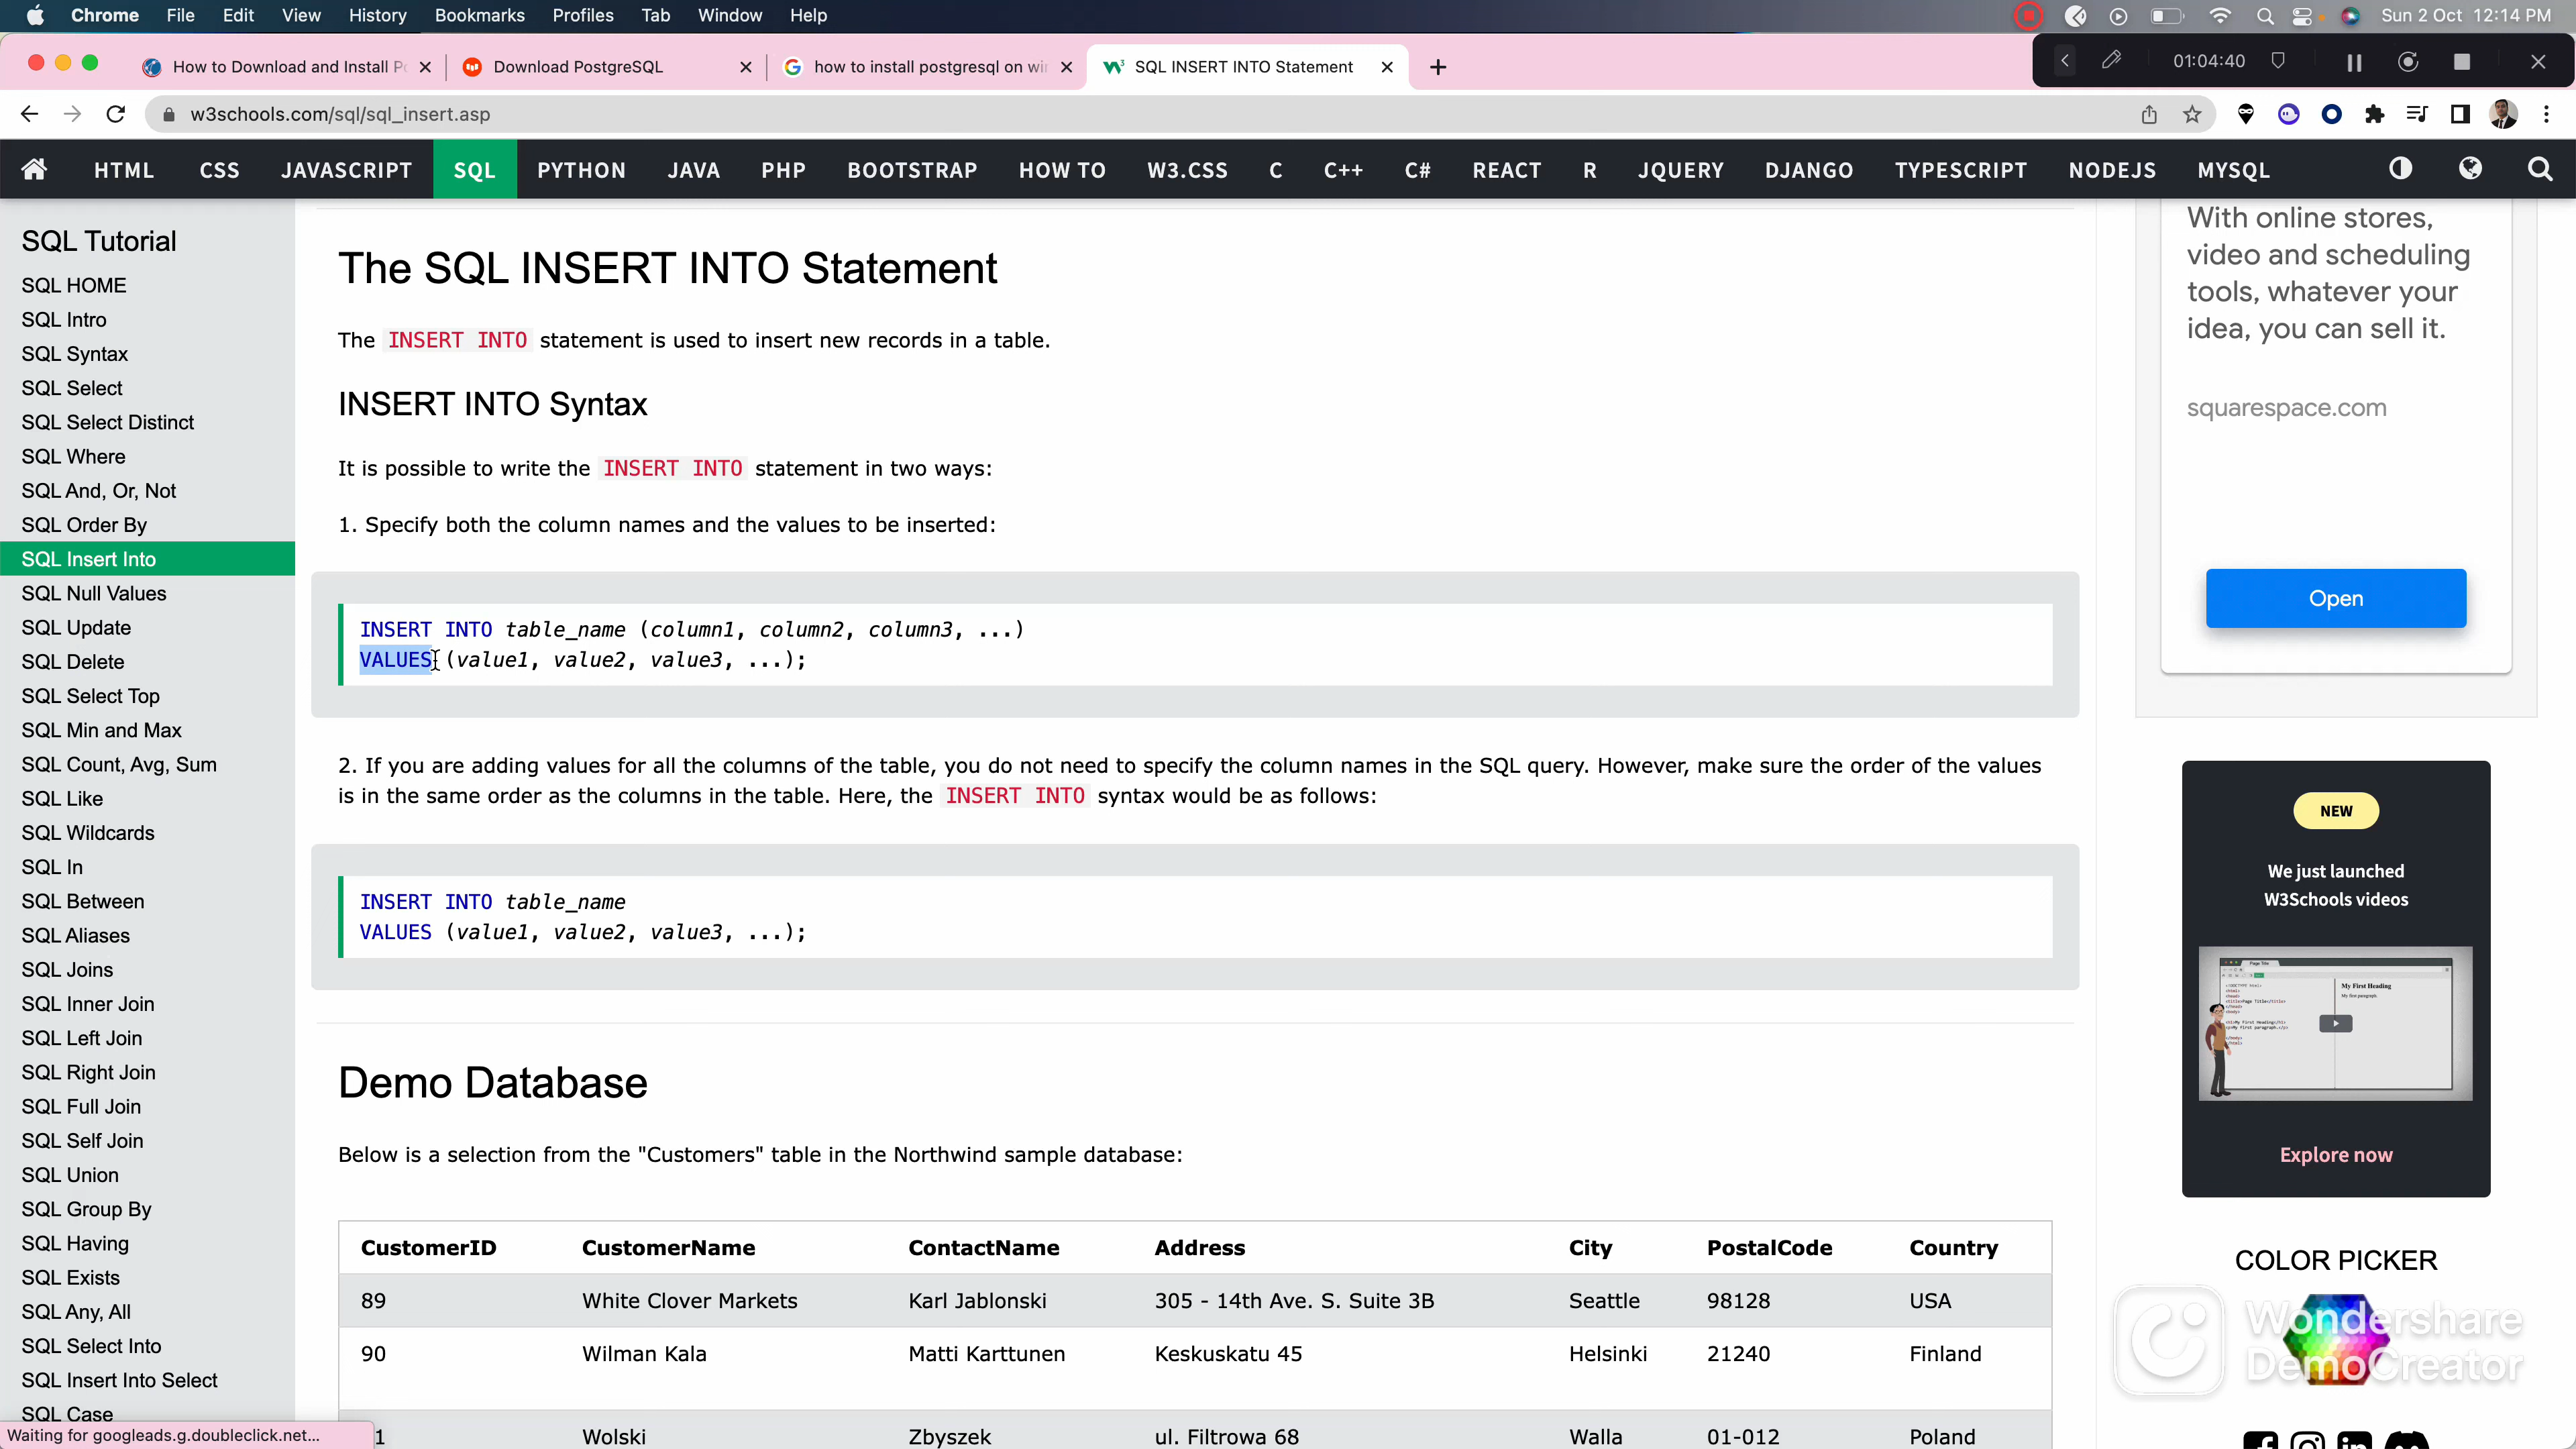 Chrome File Edit View History Bookmarks Profiles Tab Window Help
Sun 2 Oct 12:14 PM
How to Download and Install Po
Download PostgreSQL
how to install postgresql on win
SQL INSERT INTO Statement
01:04:40
w3schools.com/sql/sql_insert.asp
HTML CSS JAVASCRIPT SQL PYTHON JAVA PHP BOOTSTRAP HOW TO W3.CSS C C++ C# REACT R JQUERY DJANGO TYPESCRIPT NODEJS MYSQL
SQL Tutorial
SQL HOME
SQL Intro
SQL Syntax
SQL Select
SQL Select Distinct
SQL Where
SQL And, Or, Not
SQL Order By
SQL Insert Into
SQL Null Values
SQL Update
SQL Delete
SQL Select Top
SQL Min and Max
SQL Count, Avg, Sum
SQL Like
SQL Wildcards
SQL In
SQL Between
SQL Aliases
SQL Joins
SQL Inner Join
SQL Left Join
SQL Right Join
SQL Full Join
SQL Self Join
SQL Union
SQL Group By
SQL Having
SQL Exists
SQL Any, All
SQL Select Into
SQL Insert Into Select
SQL Case
Waiting for googleads.g.doubleclick.net...
The SQL INSERT INTO Statement
The INSERT INTO statement is used to insert new records in a table.
INSERT INTO Syntax
It is possible to write the INSERT INTO statement in two ways:
1. Specify both the column names and the values to be inserted:
INSERT INTO table_name (column1, column2, column3, ...)
VALUES (value1, value2, value3, ...);
2. If you are adding values for all the columns of the table, you do not need to specify the column names in the SQL query. However, make sure the order of the values
is in the same order as the columns in the table. Here, the INSERT INTO syntax would be as follows:
INSERT INTO table_name
VALUES (value1, value2, value3, ...);
Demo Database
Below is a selection from the "Customers" table in the Northwind sample database:
CustomerID CustomerName ContactName Address City PostalCode Country
89 White Clover Markets Karl Jablonski 305 - 14th Ave. S. Suite 3B Seattle 98128 USA
90 Wilman Kala Matti Karttunen Keskuskatu 45 Helsinki 21240 Finland
1 Wolski Zbyszek ul. Filtrowa 68 Walla 01-012 Poland
With online stores,
video and scheduling
tools, whatever your
idea, you can sell it.
squarespace.com
Open
NEW
We just launched
W3Schools videos
My First Heading
My first paragraph.
Explore now
COLOR PICKER
Wondershare
DemoCreator